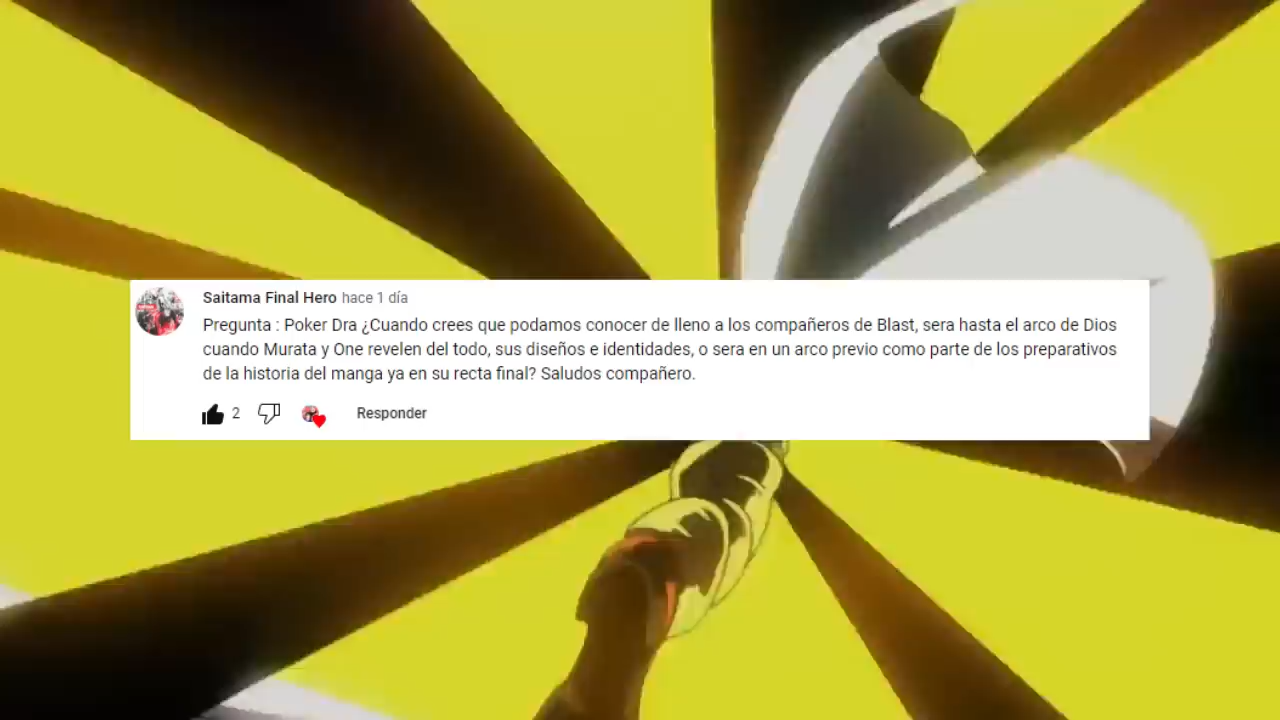 Saitama Final Hero hace 1 día
Pregunta : Poker Dra ¿Cuando crees que podamos conocer de lleno a los compañeros de Blast, sera hasta el arco de Dios
cuando Murata y One revelen del todo, sus diseños e identidades, o sera en un arco previo como parte de los preparativos
de la historia del manga ya en su recta final? Saludos compañero.
2 Responder